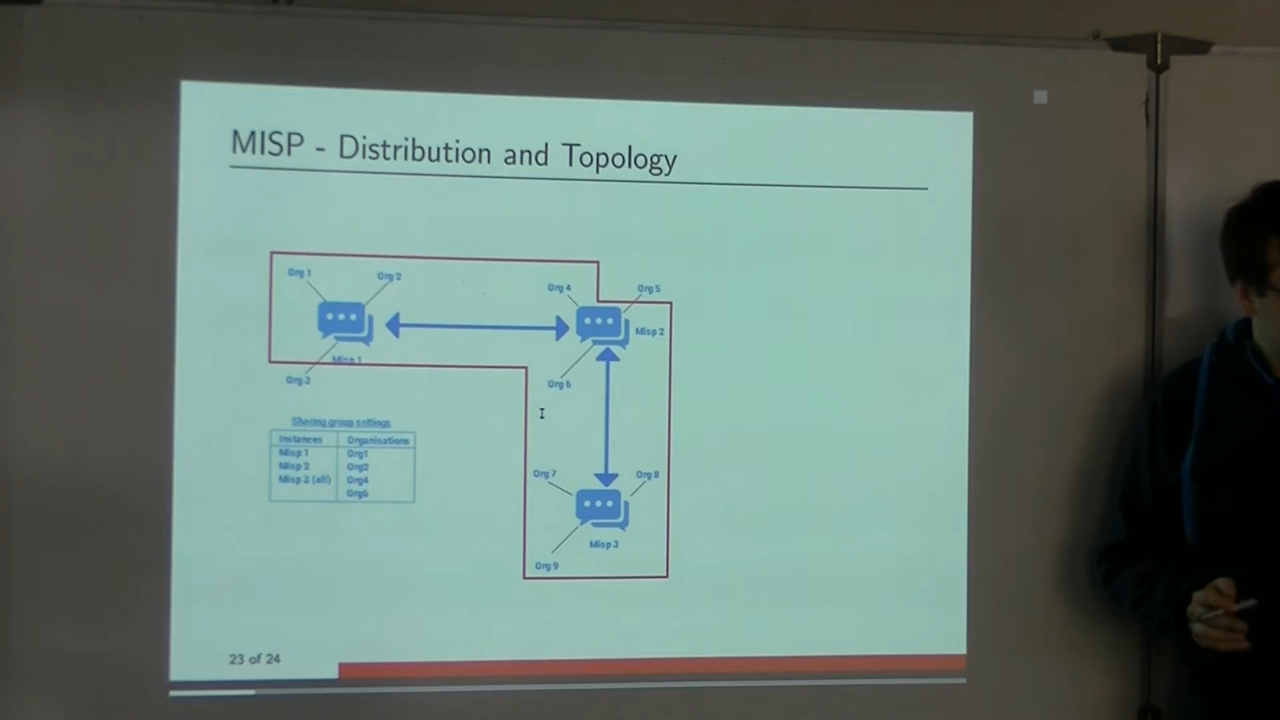 MISP - Distribution and Topology
Org 1
Org 2
Misp 1
Org 3
Org 4
Org 5
Misp 2
Org 6
Org 7
Org 8
Misp 3
Org 9
Sharing group settings
Instances Organisations
Misp 1 Org1
Misp 2 Org2
Misp 3 (all) Org4
Org6
23 of 24